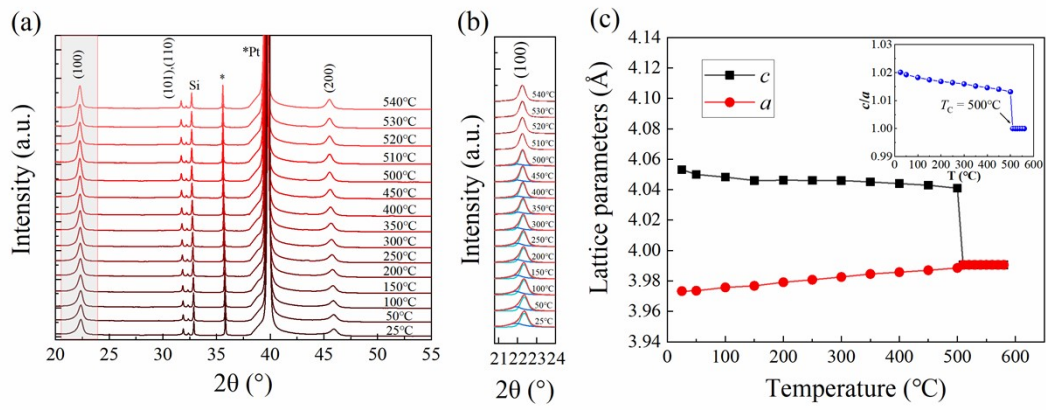 (a)
(100)
(101),(110)
Si
*
*Pt
(200)
540℃
530℃
520℃
510℃
500℃
450℃
400℃
350℃
300℃
250℃
200℃
150℃
100℃
50℃
25℃
Intensity (a.u.)
20 25 30 35 40 45 50 55
2θ (°)
(b)
(100)
540℃
530℃
520℃
510℃
500℃
450℃
400℃
350℃
300℃
250℃
200℃
150℃
100℃
50℃
25℃
Intensity (a.u.)
21 22 23 24
2θ (°)
(c)
4.14
4.12
4.10
4.08
4.06
4.04
4.02
4.00
3.98
3.96
3.94
Lattice parameters (Å)
c
a
1.03
1.02
1.01
1.00
0.99
c/a
T_C = 500℃
0 100 200 300 400 500 600
T (℃)
0 100 200 300 400 500 600
Temperature (℃)